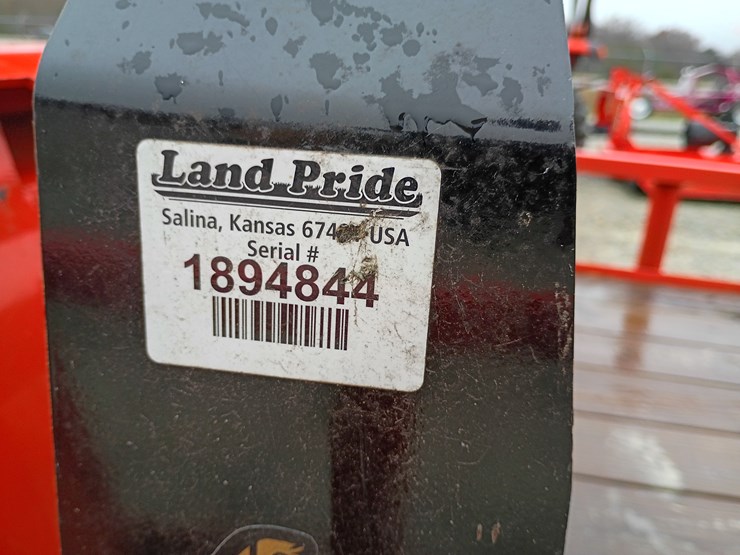 Land Pride
Salina, Kansas USA
Serial #
1894844